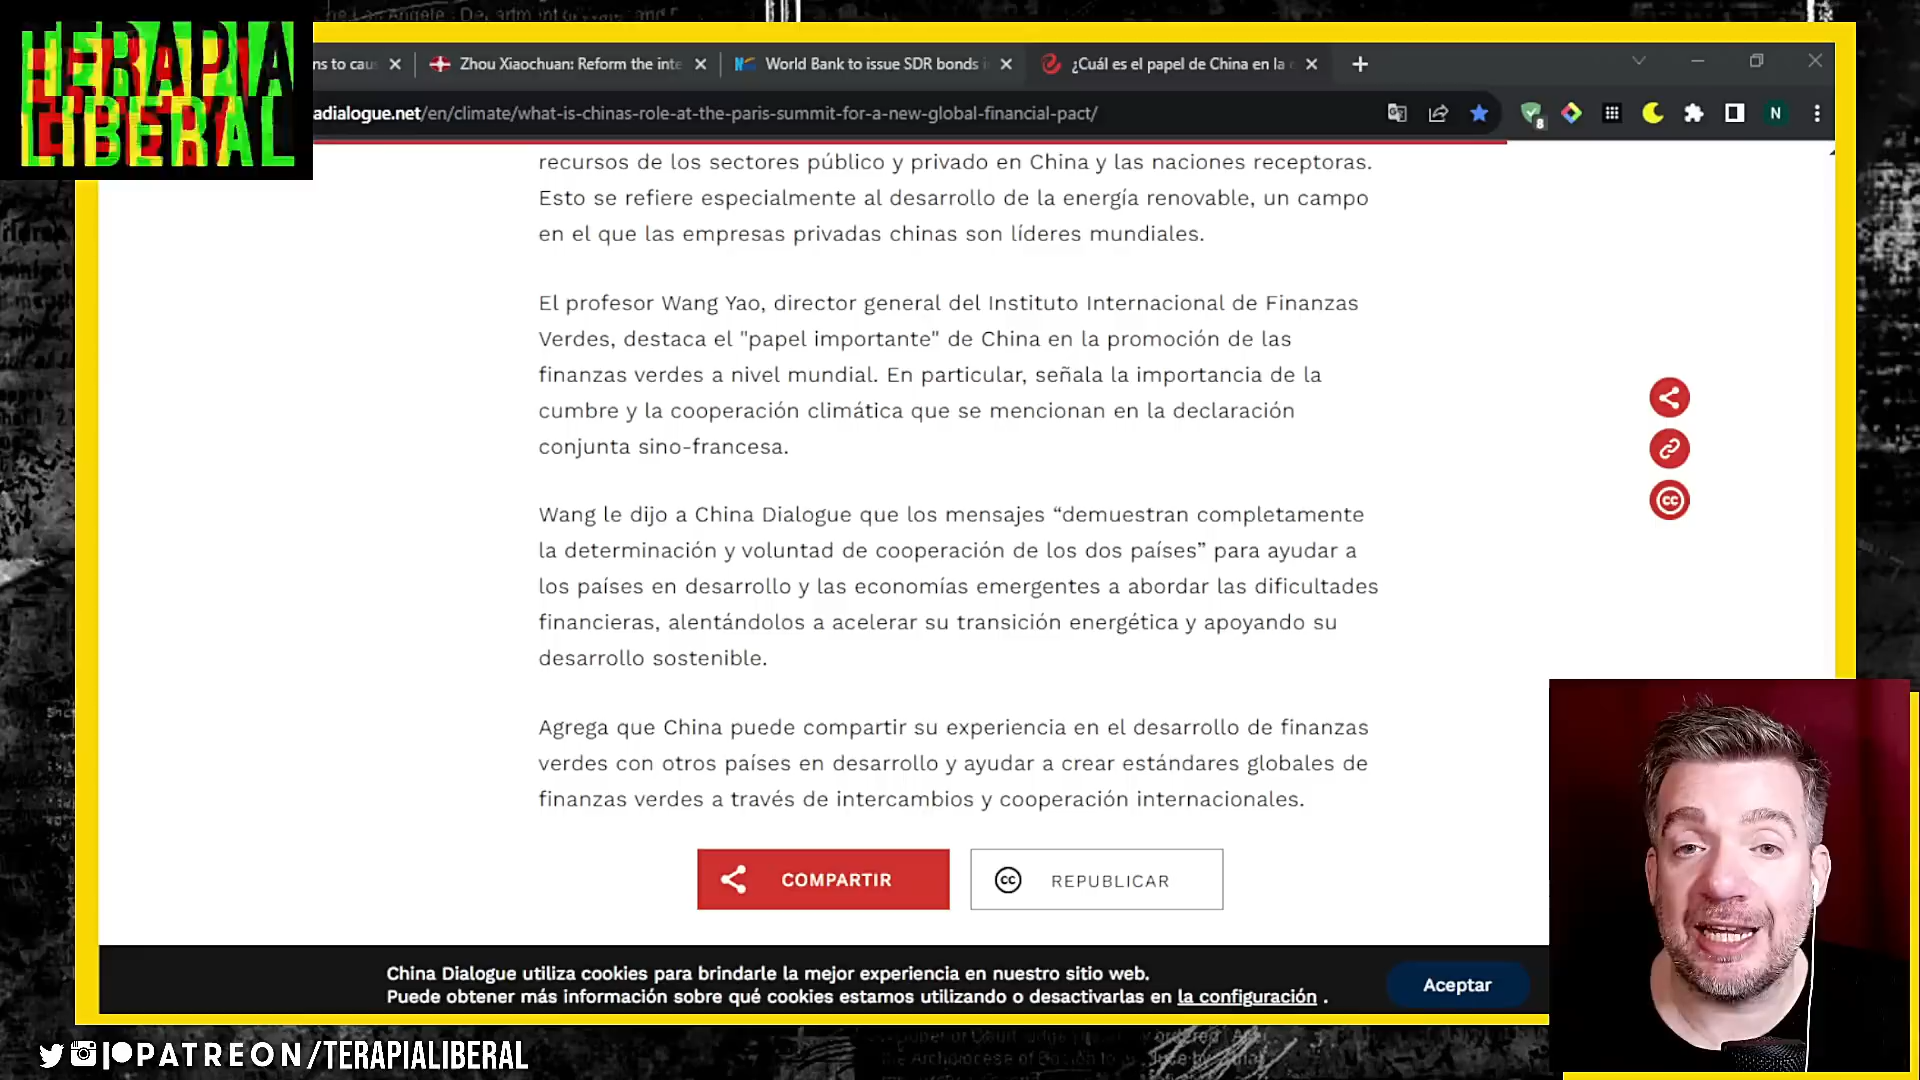 TERAPIA
LIBERAL
ns to cau
Zhou Xiaochuan: Reform the inte
World Bank to issue SDR bonds i
¿Cuál es el papel de China en la c
adialogue.net/en/climate/what-is-chinas-role-at-the-paris-summit-for-a-new-global-financial-pact/
8
N
recursos de los sectores público y privado en China y las naciones receptoras.
Esto se refiere especialmente al desarrollo de la energía renovable, un campo
en el que las empresas privadas chinas son líderes mundiales.
El profesor Wang Yao, director general del Instituto Internacional de Finanzas
Verdes, destaca el "papel importante" de China en la promoción de las
finanzas verdes a nivel mundial. En particular, señala la importancia de la
cumbre y la cooperación climática que se mencionan en la declaración
conjunta sino-francesa.
Wang le dijo a China Dialogue que los mensajes “demuestran completamente
la determinación y voluntad de cooperación de los dos países” para ayudar a
los países en desarrollo y las economías emergentes a abordar las dificultades
financieras, alentándolos a acelerar su transición energética y apoyando su
desarrollo sostenible.
Agrega que China puede compartir su experiencia en el desarrollo de finanzas
verdes con otros países en desarrollo y ayudar a crear estándares globales de
finanzas verdes a través de intercambios y cooperación internacionales.
COMPARTIR
cc REPUBLICAR
cc
China Dialogue utiliza cookies para brindarle la mejor experiencia en nuestro sitio web.
Puede obtener más información sobre qué cookies estamos utilizando o desactivarlas en la configuración .
Aceptar
PATREON/TERAPIALIBERAL